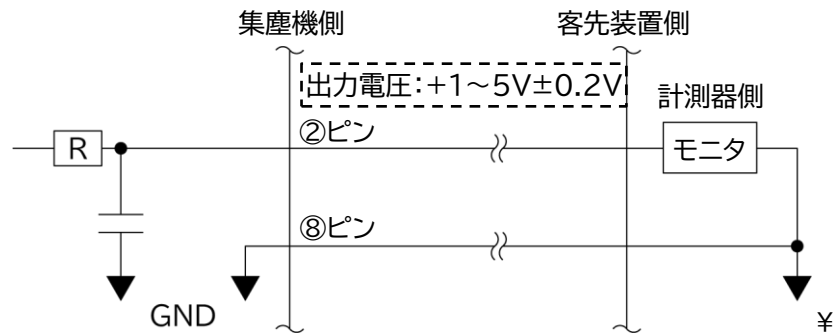 集塵機側
客先装置側
出力電圧:+1～5V±0.2V
計測器側
②ピン
R
モニタ
⑧ピン
GND
¥